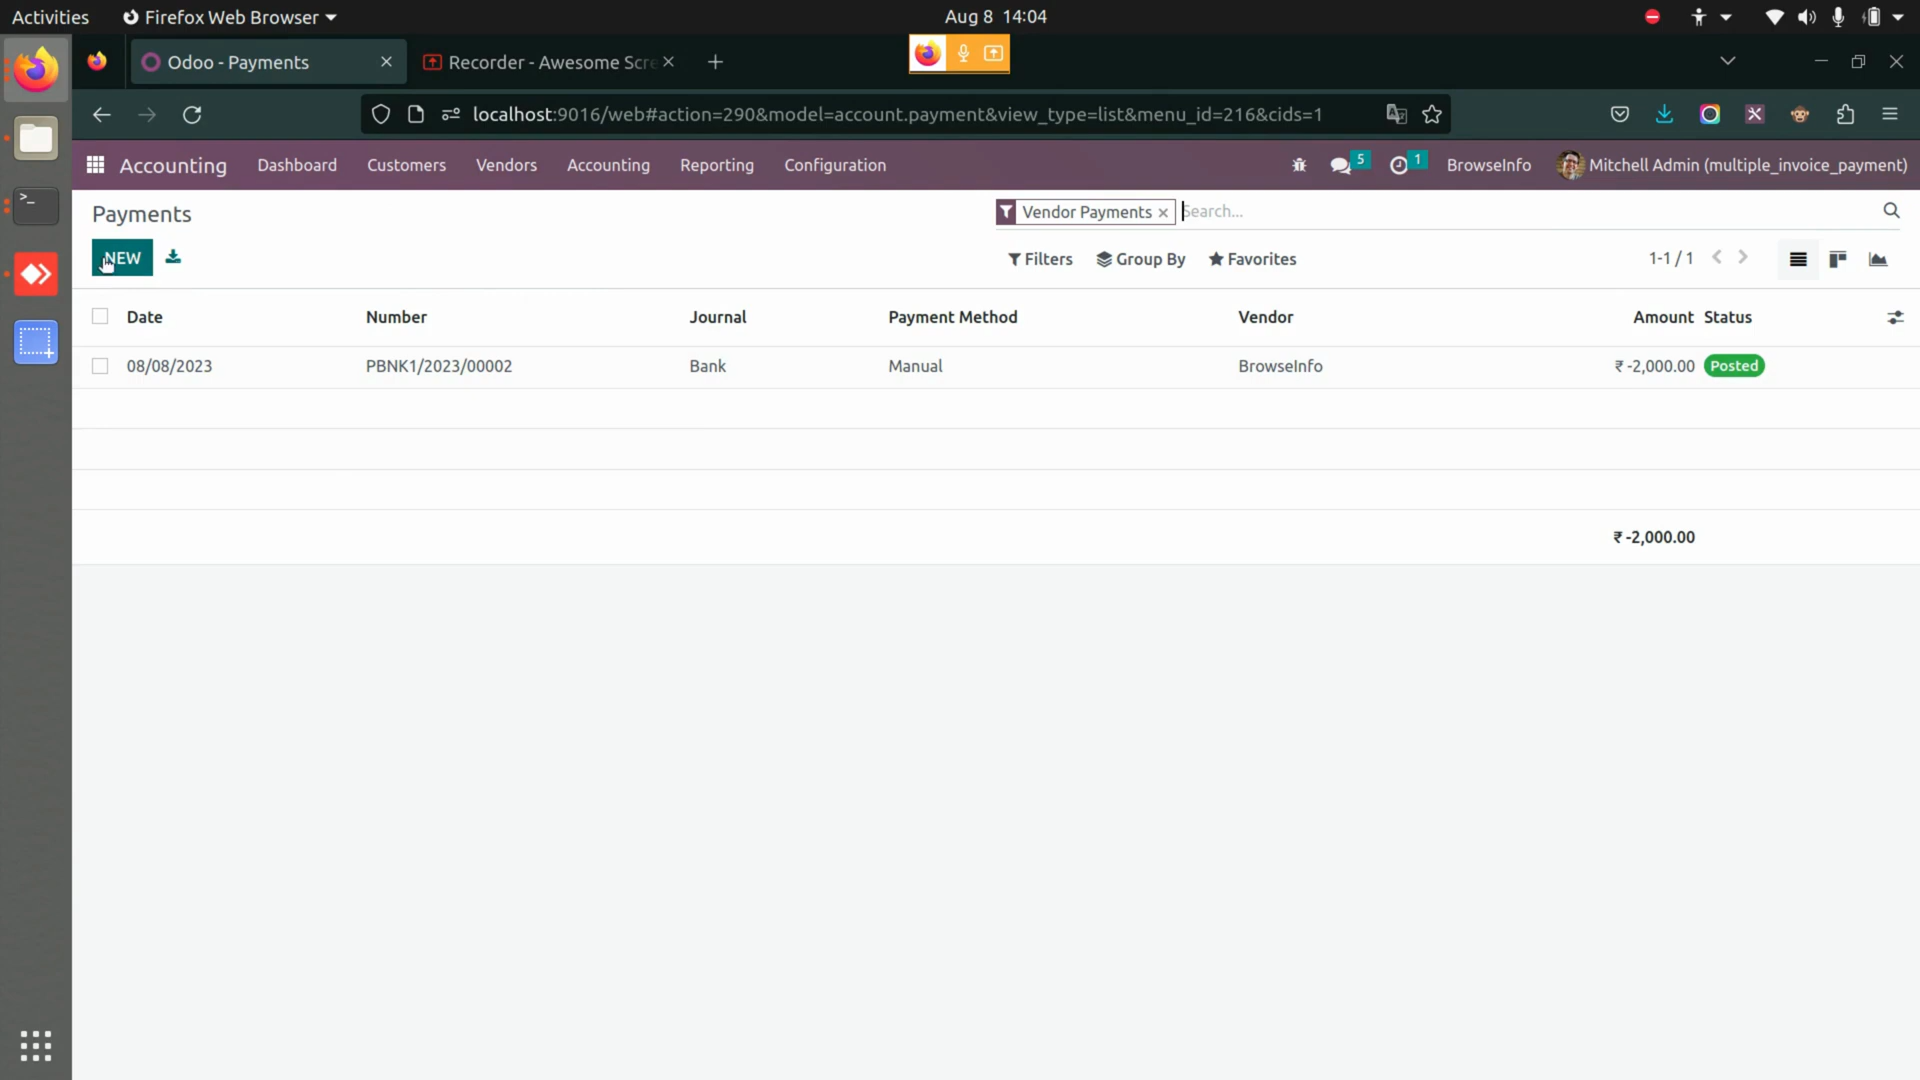 Activities Firefox Web Browser Aug 8 14:04
Odoo - Payments Recorder - Awesome Scre
localhost:9016/web#action=290&model=account.payment&view_type=list&menu_id=216&cids=1
Accounting Dashboard Customers Vendors Accounting Reporting Configuration 5 1 BrowseInfo Mitchell Admin (multiple_invoice_payment)
Payments Vendor Payments Search...
NEW Filters Group By Favorites 1-1 / 1
Date Number Journal Payment Method Vendor Amount Status
08/08/2023 PBNK1/2023/00002 Bank Manual BrowseInfo ₹ -2,000.00 Posted
₹ -2,000.00